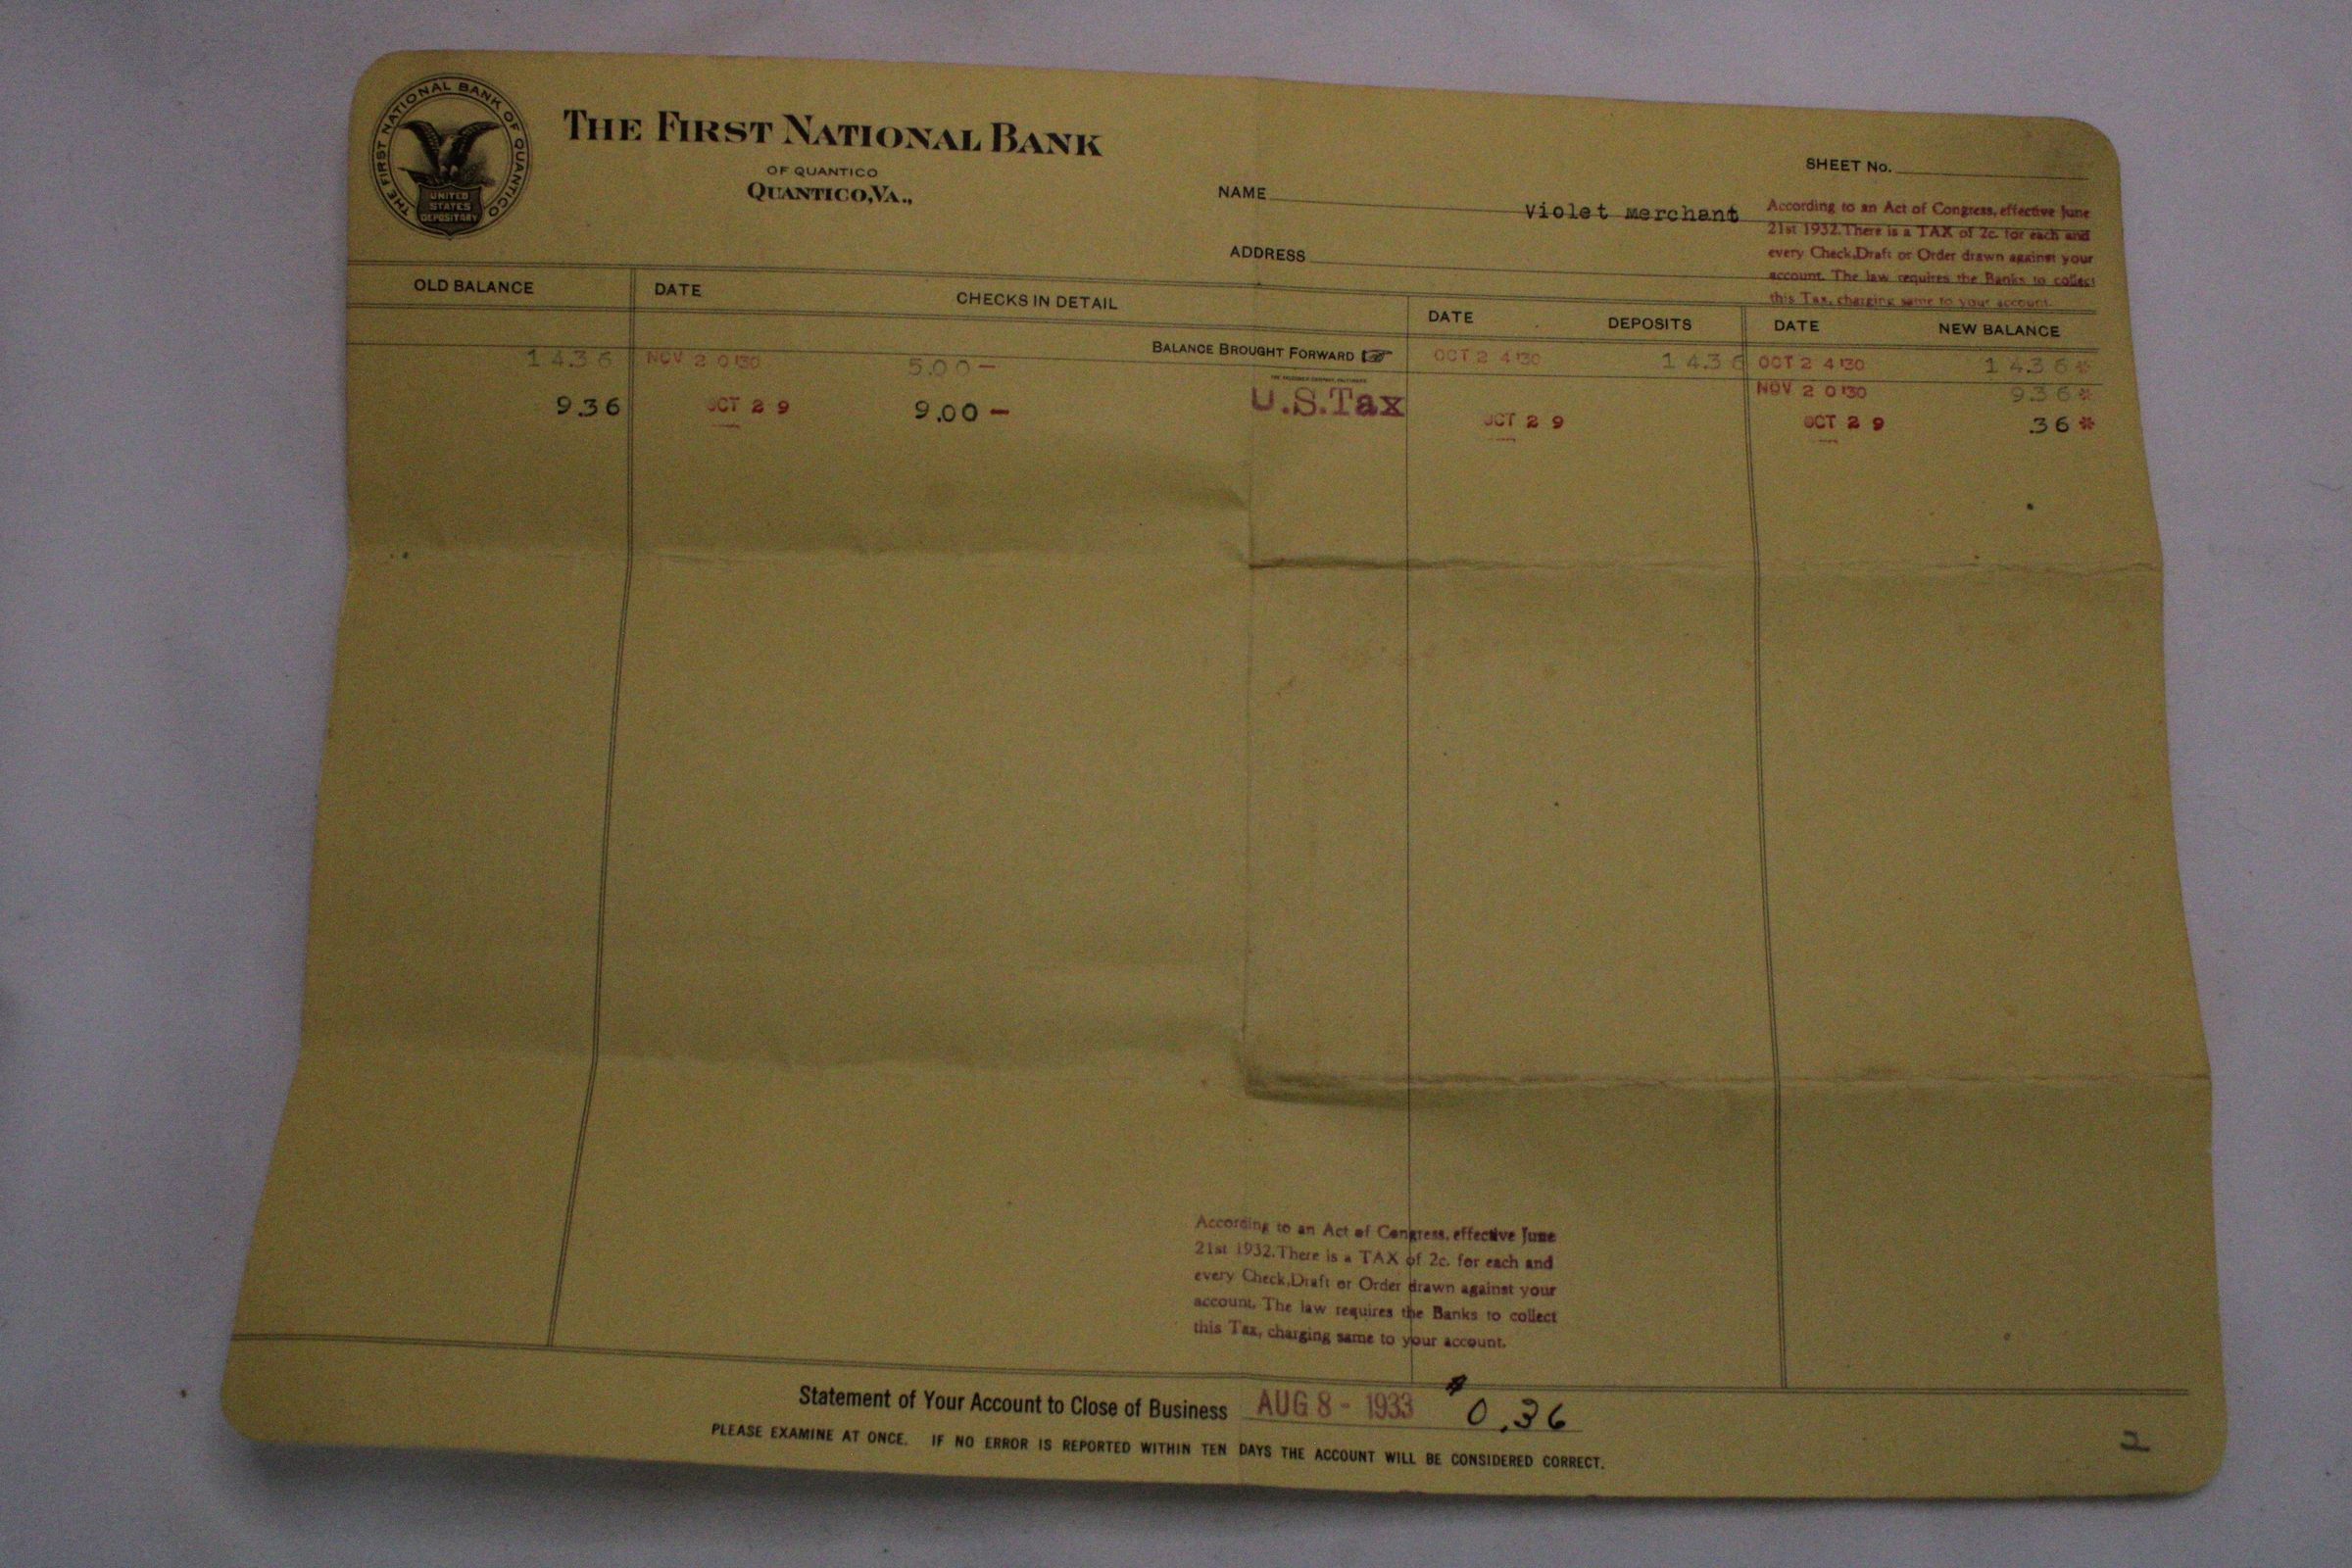 THE FIRST NATIONAL BANK OF QUANTICO
UNITED
STATES
DEPOSITARY
THE FIRST NATIONAL BANK
OF QUANTICO
QUANTICO, VA.,
SHEET No.
NAME Violet Merchant
ADDRESS
According to an Act of Congress, effective June
21st 1932. There is a TAX of 2c. for each and
every Check, Draft or Order drawn against your
account. The law requires the Banks to collect
this Tax, charging same to your account.
OLD BALANCE DATE CHECKS IN DETAIL DATE DEPOSITS DATE NEW BALANCE
BALANCE BROUGHT FORWARD
14.36 NOV 20'30 5.00- OCT 24'30 14.36 OCT 24'30 14.36*
NOV 20'30 9.36*
9.36 OCT 29 9.00- U.S.Tax OCT 29 OCT 29 .36*
According to an Act of Congress, effective June
21st 1932. There is a TAX of 2c. for each and
every Check, Draft or Order drawn against your
account. The law requires the Banks to collect
this Tax, charging same to your account.
Statement of Your Account to Close of Business AUG 8 - 1933 0.36
PLEASE EXAMINE AT ONCE. IF NO ERROR IS REPORTED WITHIN TEN DAYS THE ACCOUNT WILL BE CONSIDERED CORRECT.
2